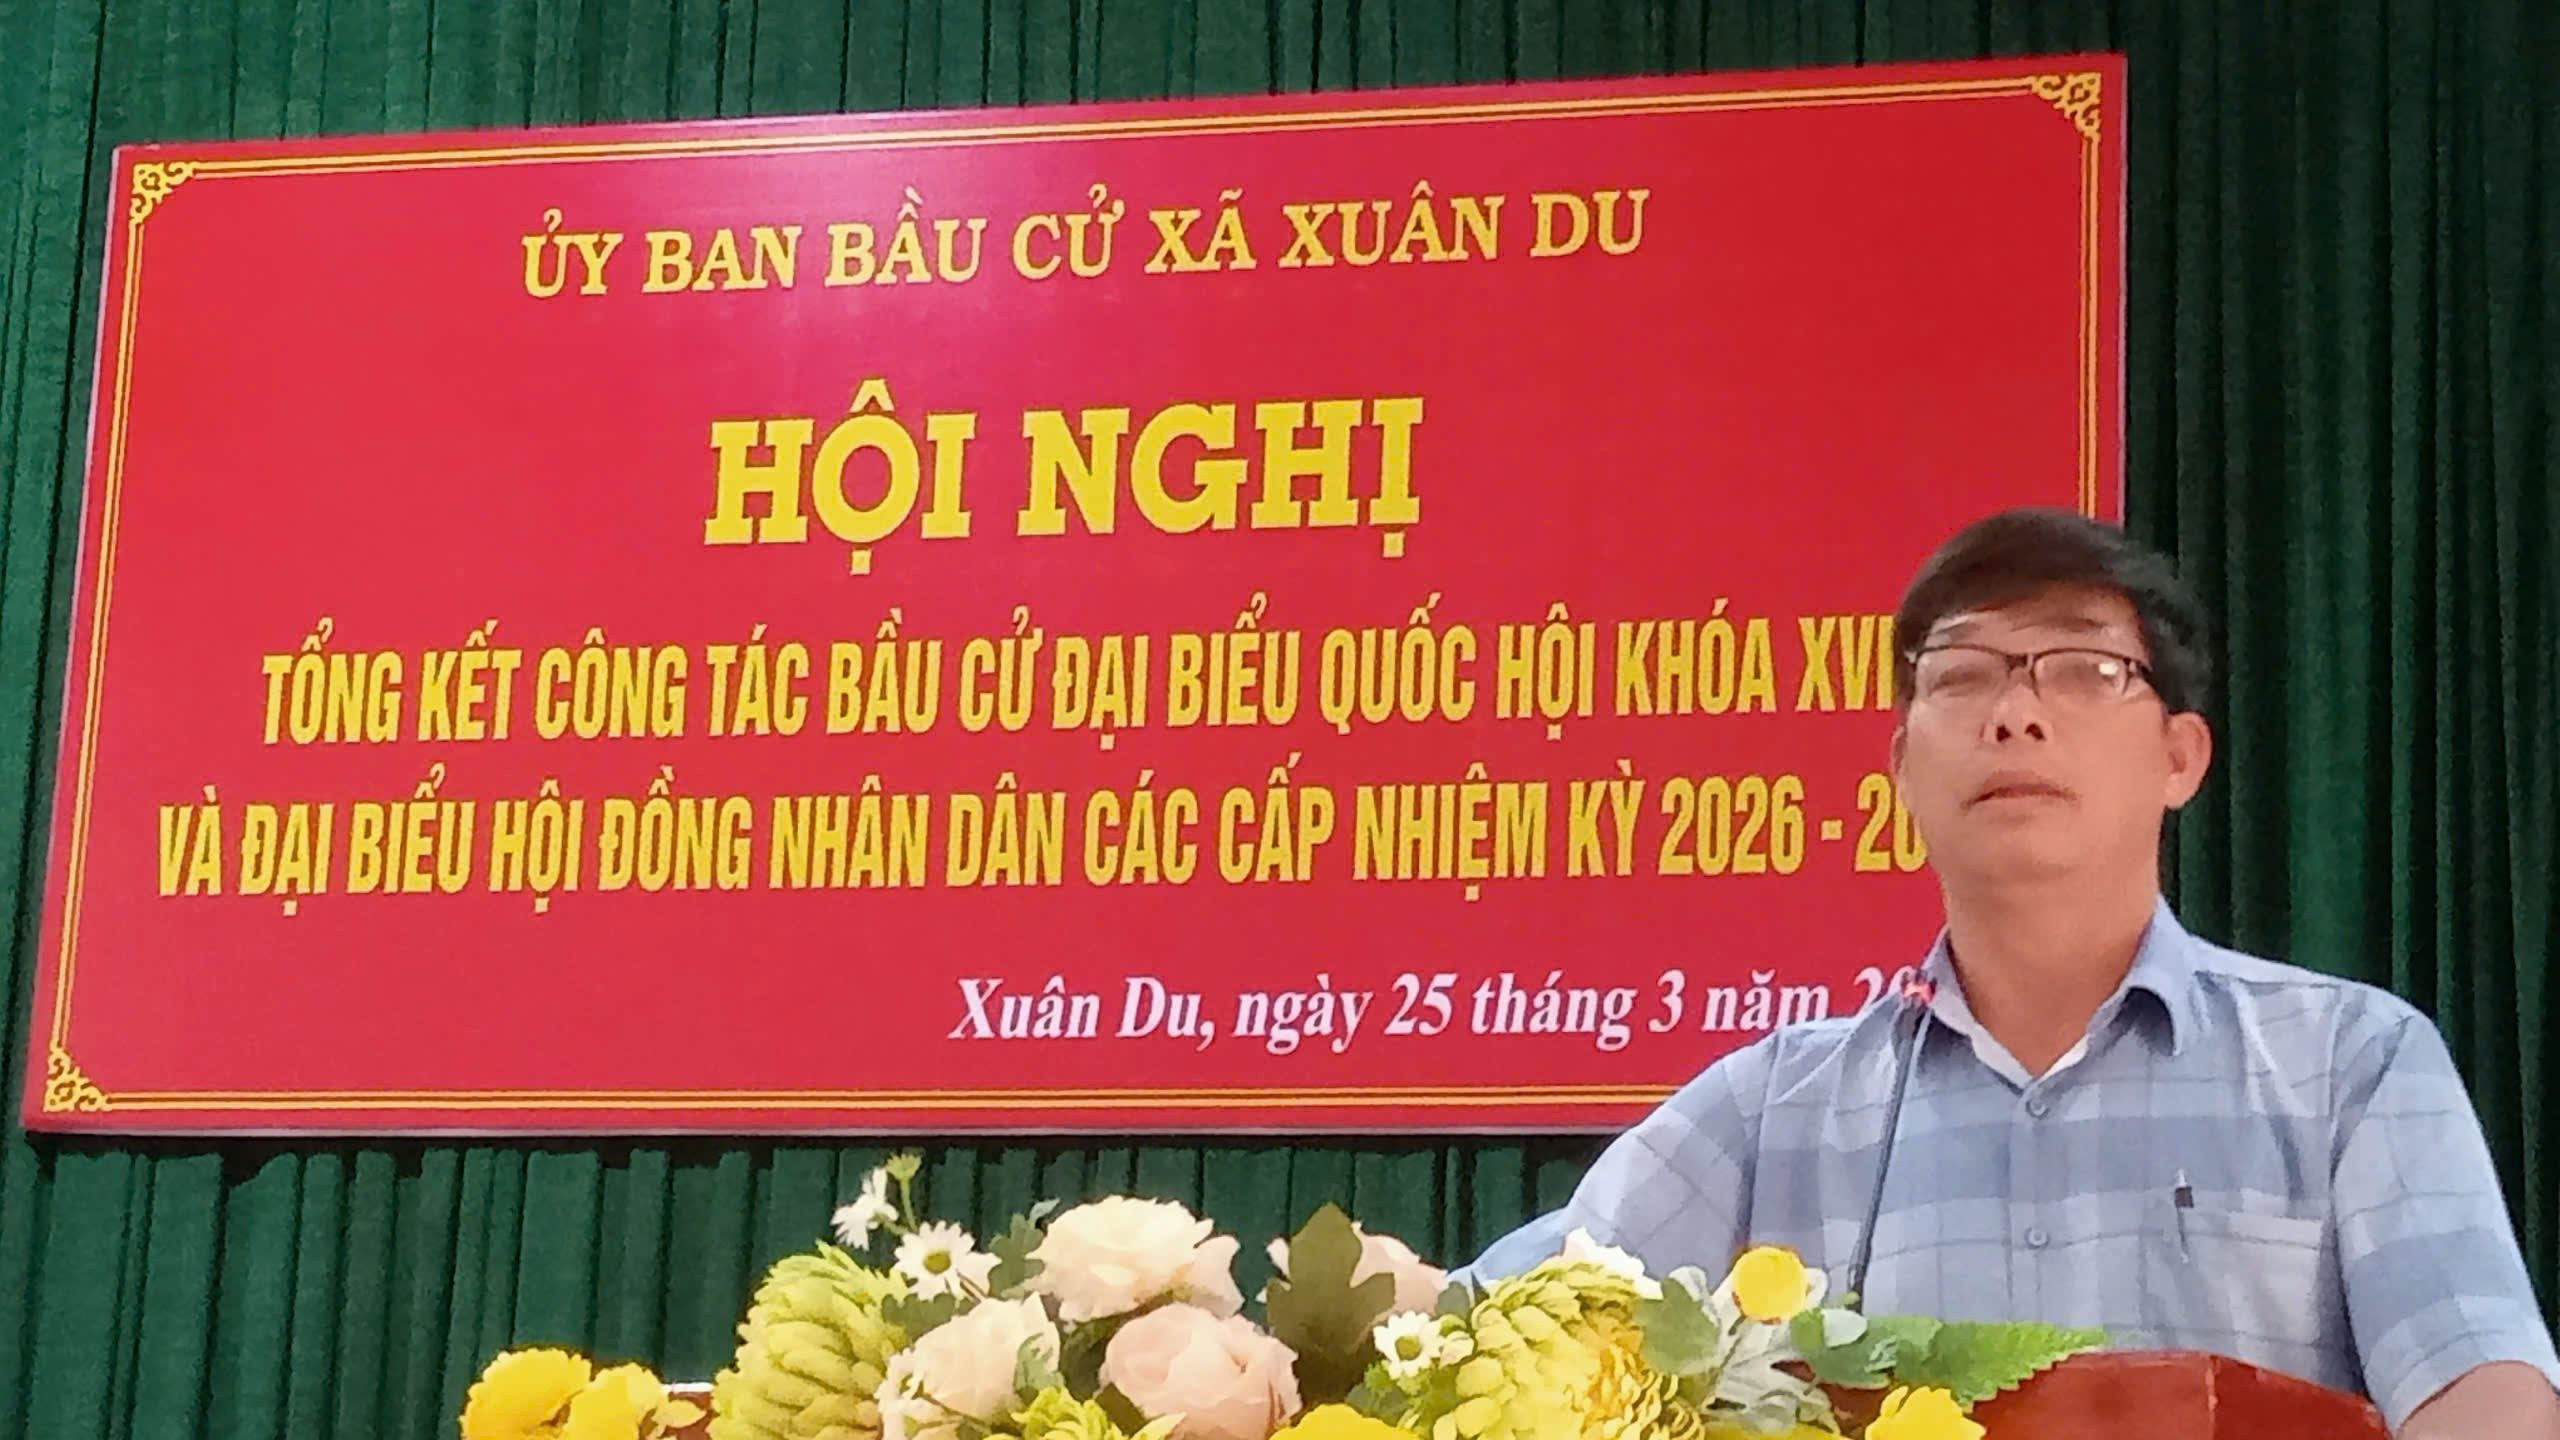 ỦY BAN BẦU CỬ XÃ XUÂN DU
HỘI NGHỊ
TỔNG KẾT CÔNG TÁC BẦU CỬ ĐẠI BIỂU QUỐC HỘI KHÓA XVI
VÀ ĐẠI BIỂU HỘI ĐỒNG NHÂN DÂN CÁC CẤP NHIỆM KỲ 2026 - 20
Xuân Du, ngày 25 tháng 3 năm